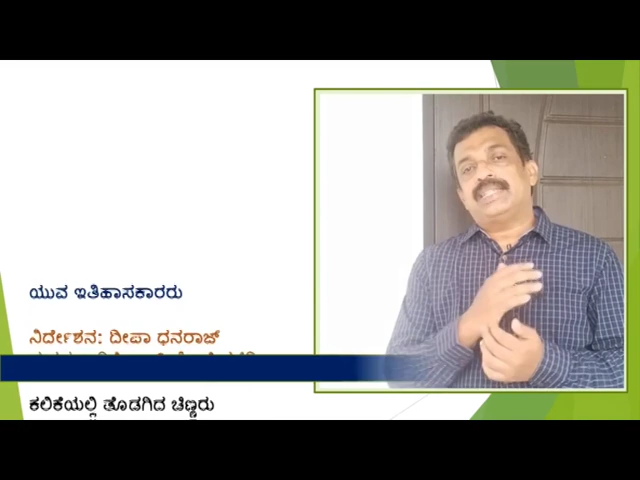 ಯುವ ಇತಿಹಾಸಕಾರರು
ನಿರ್ದೇಶನ: ದೀಪಾ ಧನರಾಜ್
ಕಲಿಕೆಯಲ್ಲಿ ತೊಡಗಿದ ಚಿಣ್ಣರು